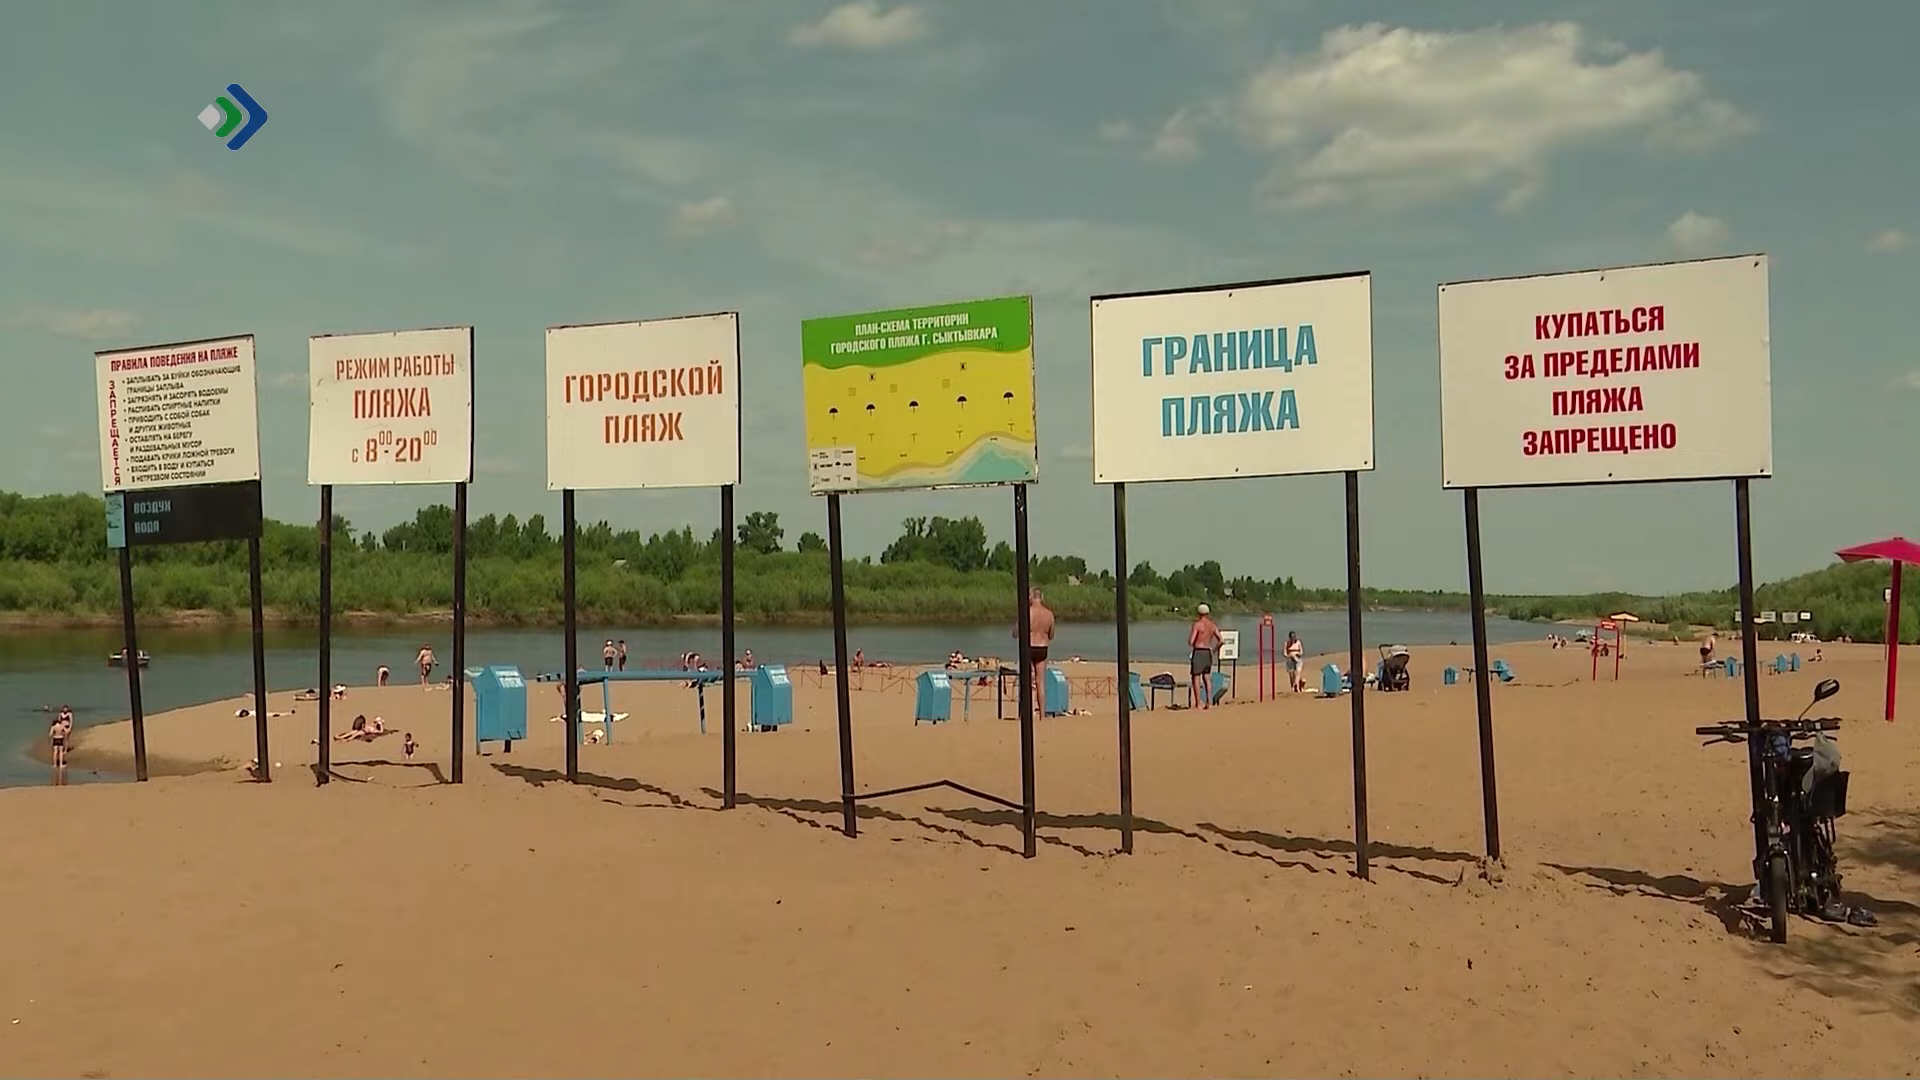 ПРАВИЛА ПОВЕДЕНИЯ НА ПЛЯЖЕ
ЗАПРЕЩАЕТСЯ
• ЗАПЛЫВАТЬ ЗА БУЙКИ ОБОЗНАЧАЮЩИЕ
ГРАНИЦЫ ЗАПЛЫВА
• ЗАГРЯЗНЯТЬ И ЗАСОРЯТЬ ВОДОЕМЫ
• РАСПИВАТЬ СПИРТНЫЕ НАПИТКИ
• ПРИВОДИТЬ С СОБОЙ СОБАК
И ДРУГИХ ЖИВОТНЫХ
• ОСТАВЛЯТЬ НА БЕРЕГУ
И РАЗДЕВАЛЬНЫХ МУСОР
• ПОДАВАТЬ КРИКИ ЛОЖНОЙ ТРЕВОГИ
• ВХОДИТЬ В ВОДУ И КУПАТЬСЯ
В НЕТРЕЗВОМ СОСТОЯНИИ
ВОЗДУХ
ВОДА
РЕЖИМ РАБОТЫ
ПЛЯЖА
с 8⁰⁰ - 20⁰⁰
ГОРОДСКОЙ
ПЛЯЖ
ПЛАН-СХЕМА ТЕРРИТОРИИ
ГОРОДСКОГО ПЛЯЖА Г. СЫКТЫВКАРА
ГРАНИЦА
ПЛЯЖА
КУПАТЬСЯ
ЗА ПРЕДЕЛАМИ
ПЛЯЖА
ЗАПРЕЩЕНО